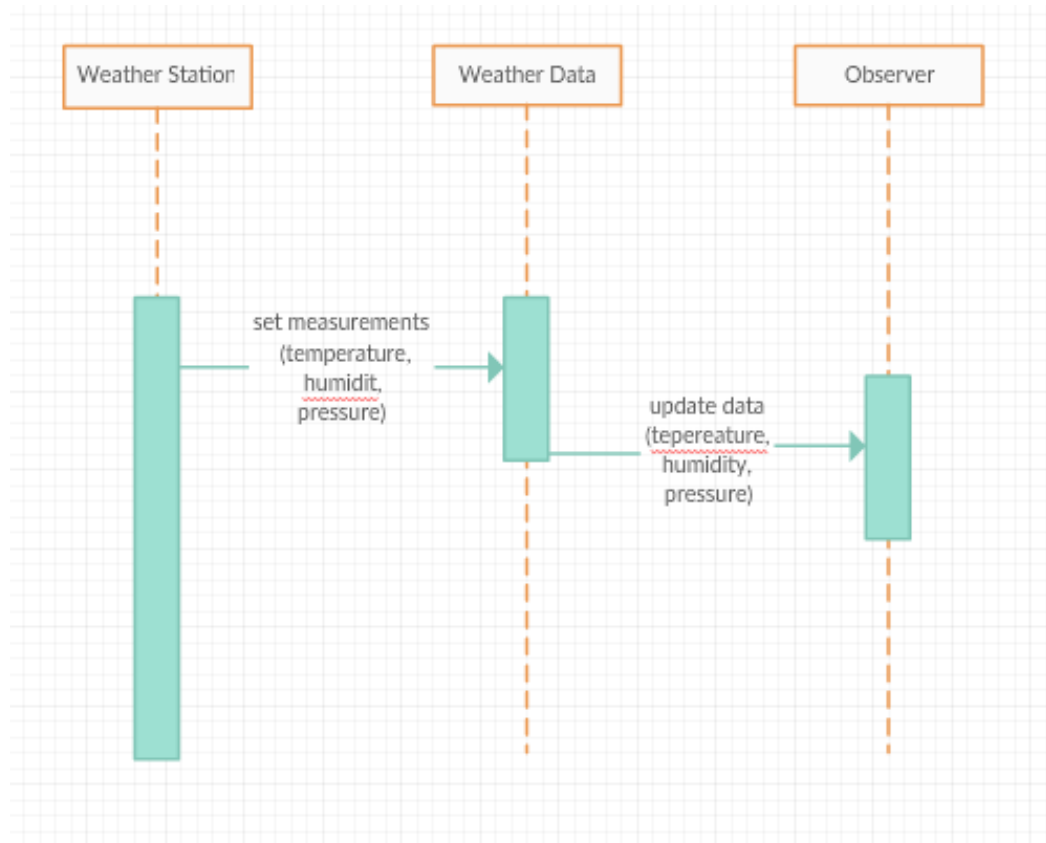 Weather Station
Weather Data
Observer
set measurements
(temperature,
humidit,
pressure)
update data
(tepereature,
humidity,
pressure)